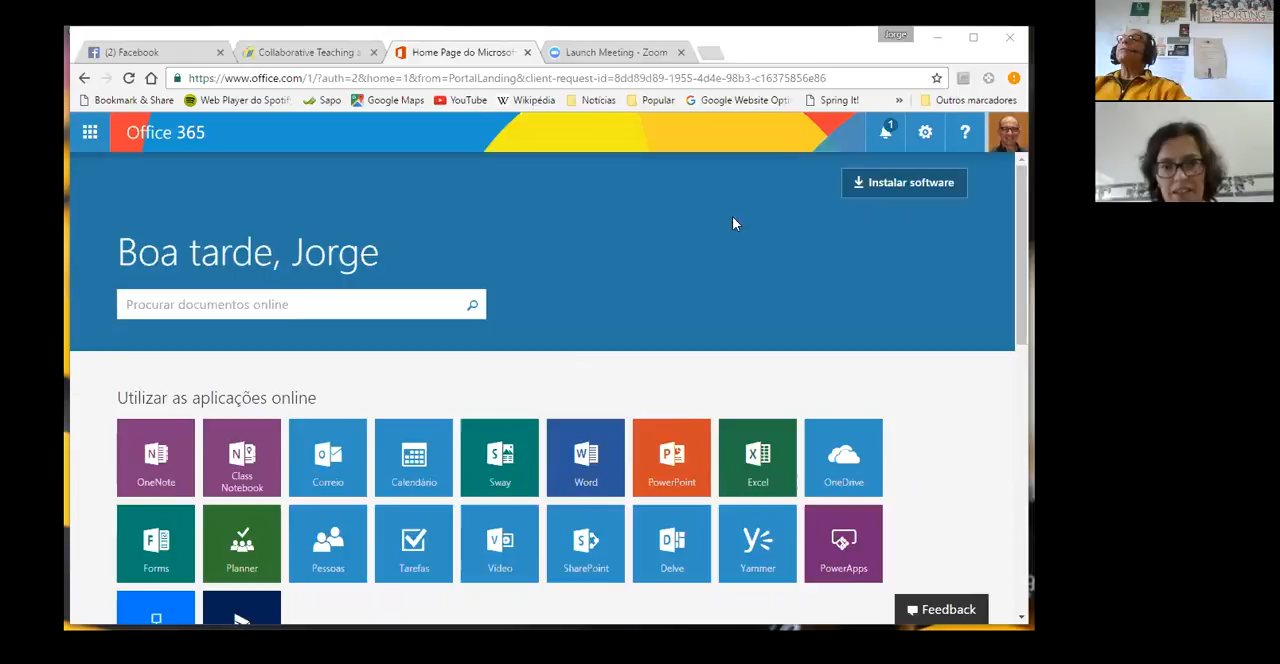 Jorge
(2) Facebook
Collaborative Teaching a
Home Page do Microsof
Launch Meeting - Zoom
https://www.office.com/1/?auth=2&home=1&from=PortalLanding&client-request-id=8dd89d89-1955-4d4e-98b3-c16375856e86
Bookmark & Share
Web Player do Spotif
Sapo
Google Maps
YouTube
Wikipédia
Notícias
Popular
Google Website Opti
Spring It!
»
Outros marcadores
Office 365
1
?
Instalar software
Boa tarde, Jorge
Procurar documentos online
Utilizar as aplicações online
OneNote
Class
Notebook
Correio
Calendário
Sway
Word
PowerPoint
Excel
OneDrive
Forms
Planner
Pessoas
Tarefas
Vídeo
SharePoint
Delve
Yammer
PowerApps
Feedback
SPORTING